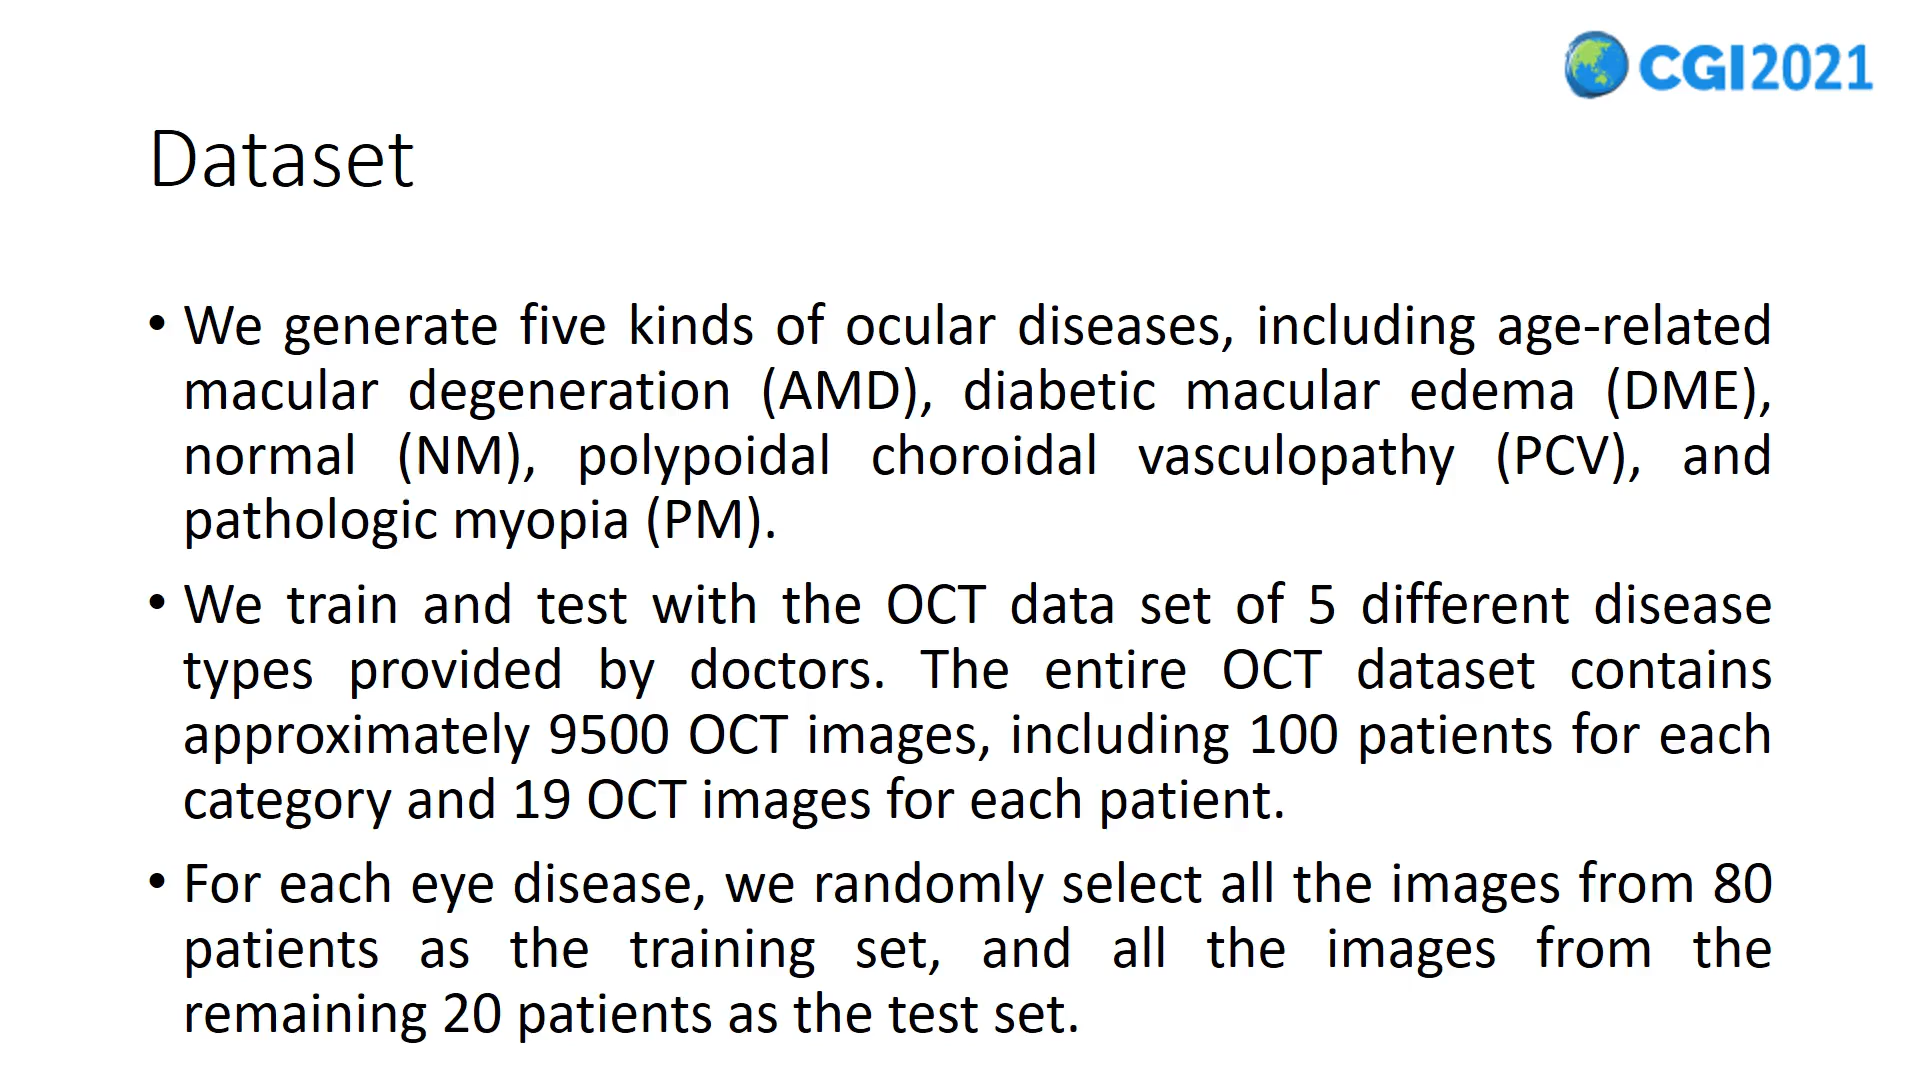 CGI2021
Dataset
• We generate five kinds of ocular diseases, including age-related
macular degeneration (AMD), diabetic macular edema (DME),
normal (NM), polypoidal choroidal vasculopathy (PCV), and
pathologic myopia (PM).
• We train and test with the OCT data set of 5 different disease
types provided by doctors. The entire OCT dataset contains
approximately 9500 OCT images, including 100 patients for each
category and 19 OCT images for each patient.
• For each eye disease, we randomly select all the images from 80
patients as the training set, and all the images from the
remaining 20 patients as the test set.